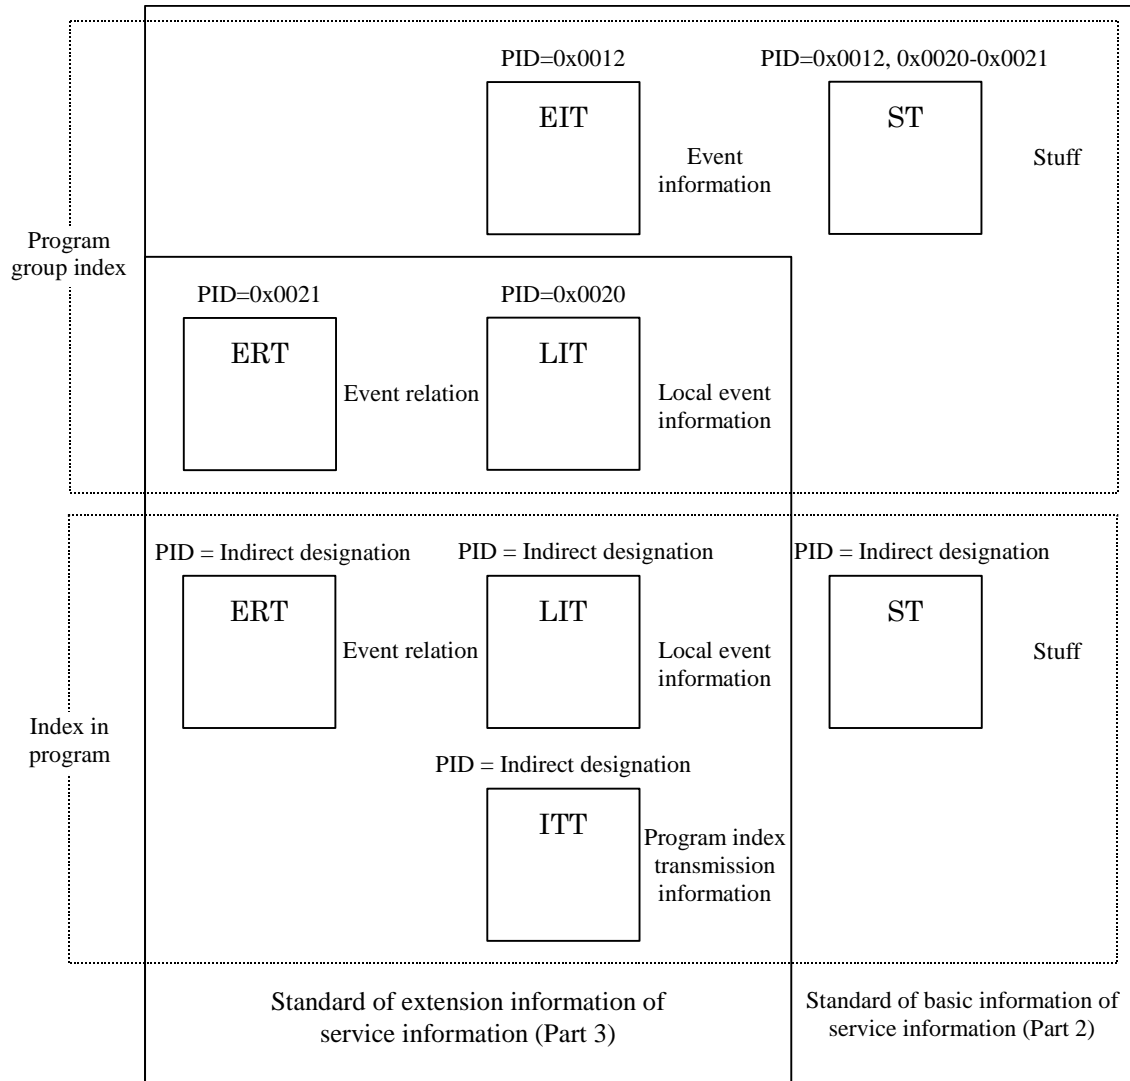 PID=0x0012
PID=0x0012, 0x0020-0x0021
EIT
ST
Event
information
Stuff
Program
group index
PID=0x0021
PID=0x0020
ERT
LIT
Event relation
Local event
information
PID = Indirect designation
PID = Indirect designation
PID = Indirect designation
ERT
LIT
ST
Event relation
Local event
information
Stuff
Index in
program
PID = Indirect designation
ITT
Program index
transmission
information
Standard of extension information of
service information (Part 3)
Standard of basic information of
service information (Part 2)